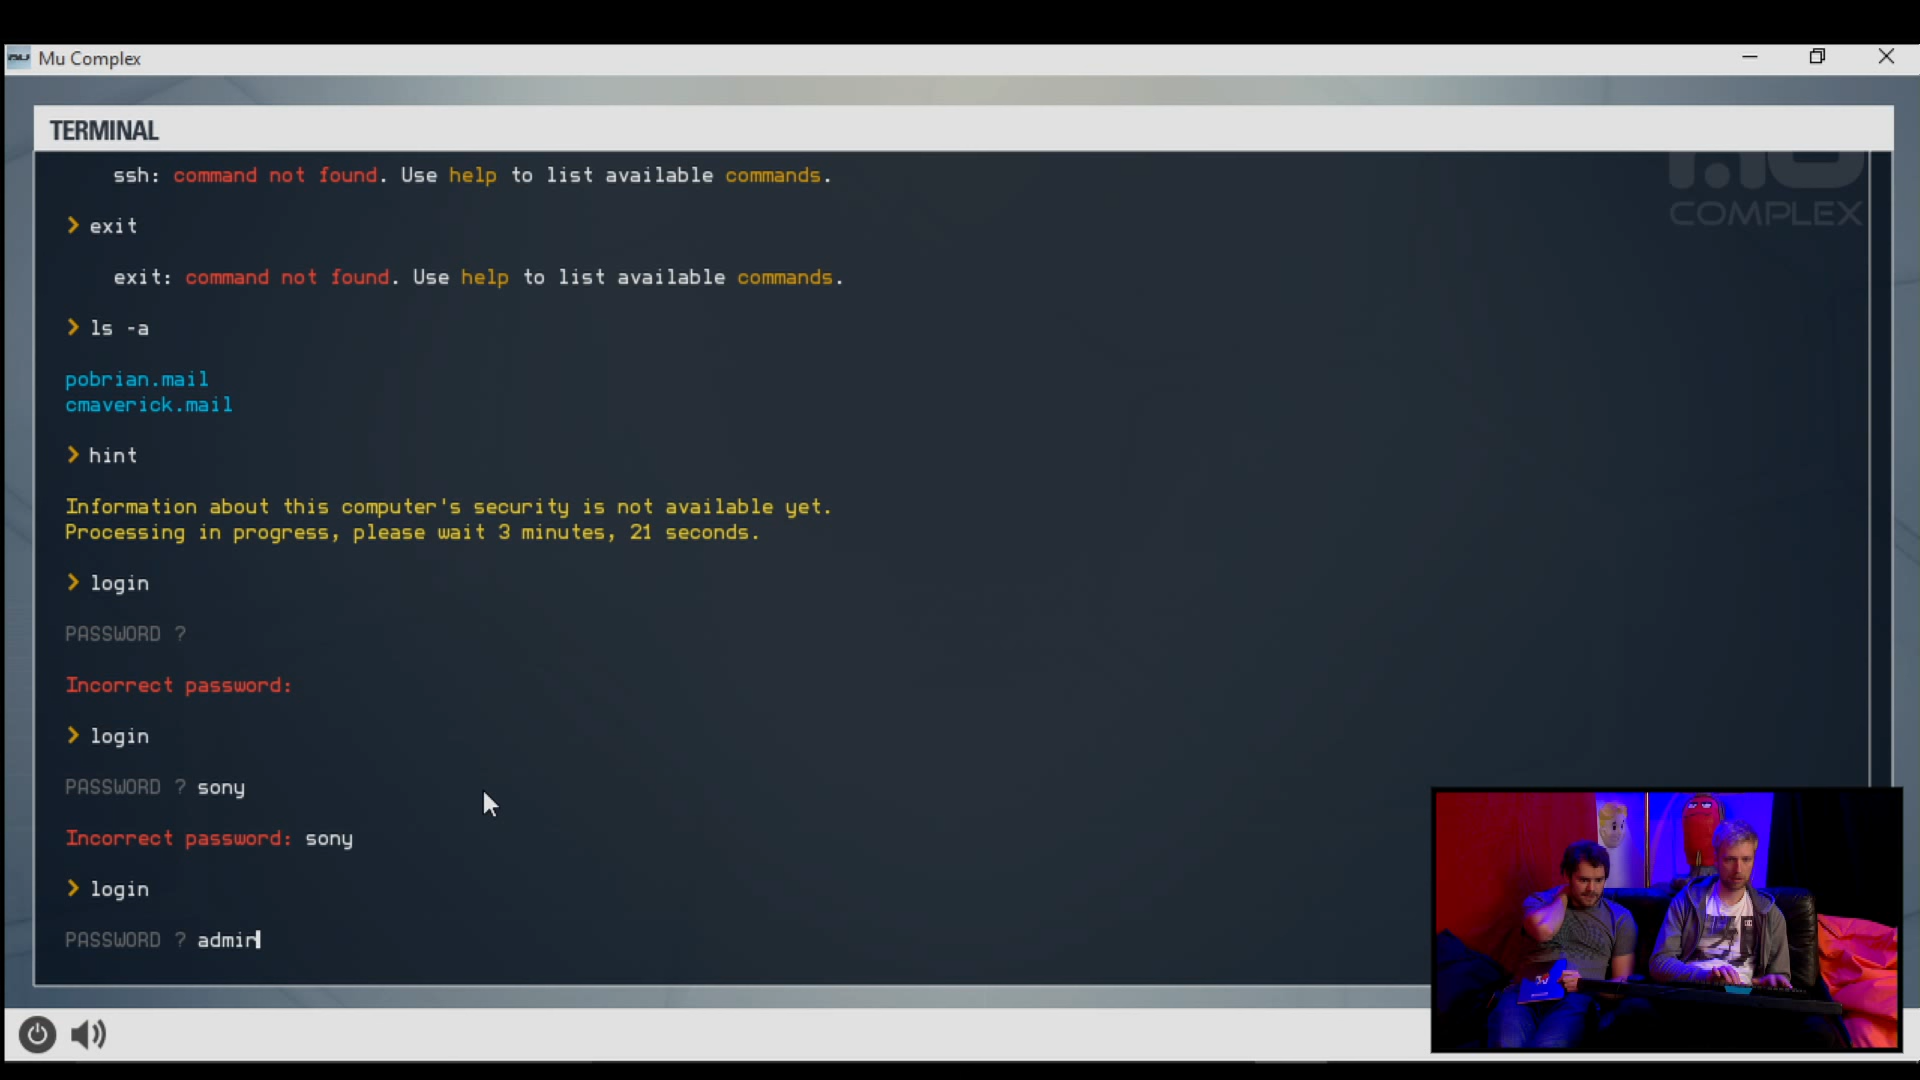 Mu Complex
TERMINAL
COMPLEX
ssh: command not found. Use help to list available commands.
> exit
exit: command not found. Use help to list available commands.
> ls -a
pobrian.mail
cmaverick.mail
> hint
Information about this computer's security is not available yet.
Processing in progress, please wait 3 minutes, 21 seconds.
> login
PASSWORD ?
Incorrect password:
> login
PASSWORD ? sony
Incorrect password: sony
> login
PASSWORD ? admin